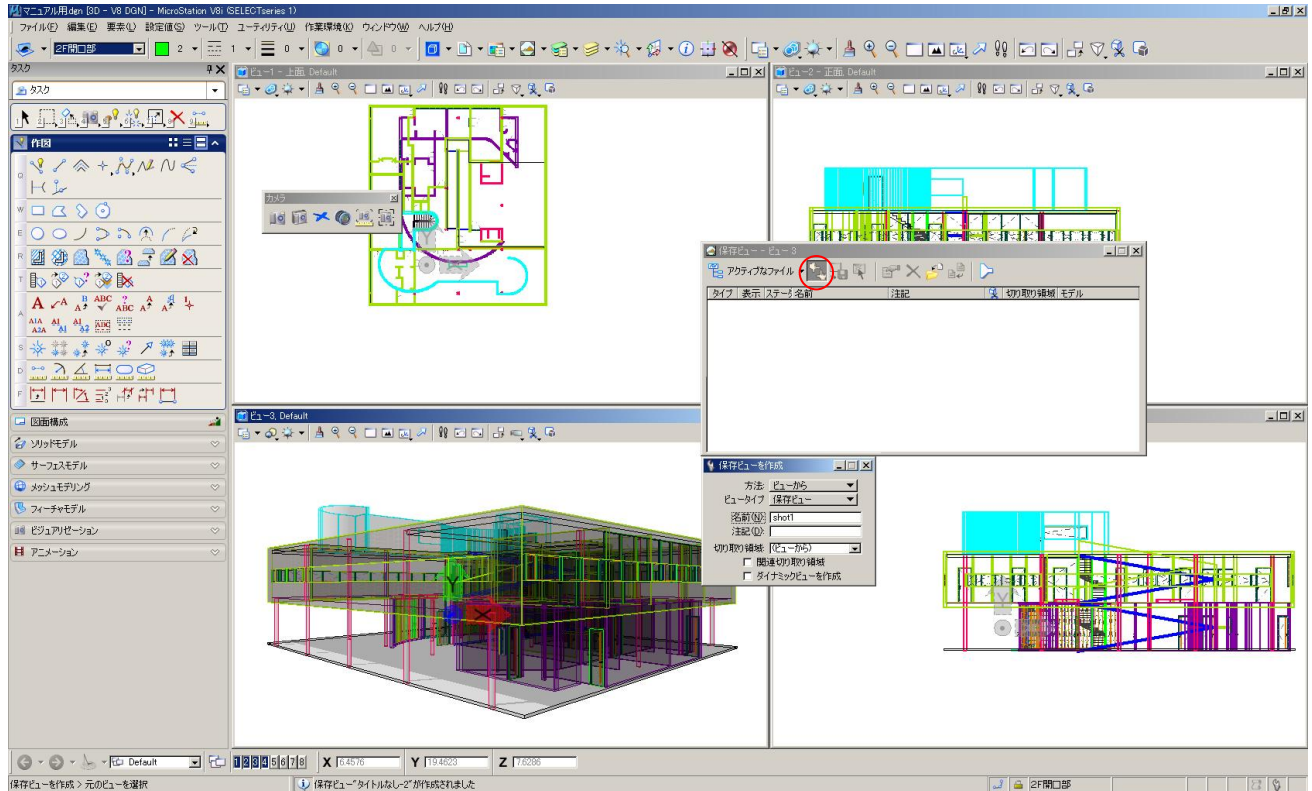 マニュアル用.dgn [3D - V8 DGN] - MicroStation V8i (SELECTseries 1)
ファイル(F) 編集(E) 要素(L) 設定値(S) ツール(T) ユーティリティ(U) 作業環境(K) ウィンドウ(W) ヘルプ(H)
2F開口部 2 1 0 0 0
タスク
タスク
作図
Q
W
E
R
T
A
S
D
F
図面構成
ソリッドモデル
サーフェスモデル
メッシュモデリング
フィーチャモデル
ビジュアリゼーション
アニメーション
ビュー1 - 上面, Default
カメラ
ビュー2 - 正面, Default
保存ビュー - ビュー 3
アクティブなファイル
タイプ 表示 名前 注記 切り取り領域 モデル
ビュー3, Default
保存ビューを作成
方法: ビューから
ビュータイプ 保存ビュー
名前(N): shot1
注記(D):
切り取り領域: (ビューから)
関連切り取り領域
ダイナミックビューを作成
Y
X
Default 1 2 3 4 5 6 7 8 X 6.4576 Y 19.4623 Z 7.6286
保存ビューを作成 > 元のビューを選択 保存ビュー"タイトルなし-2"が作成されました 2F開口部